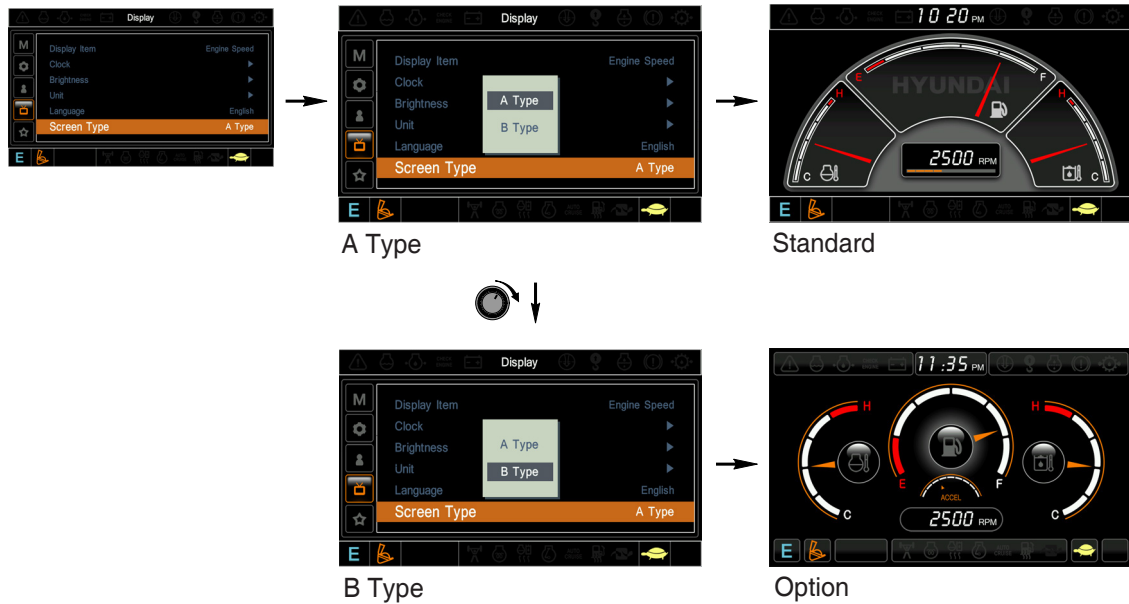 Display
M
Display Item Engine Speed
Clock
Brightness
Unit
Language English
Screen Type A Type
E
Display
M
Display Item Engine Speed
Clock
Brightness
Unit
Language English
A Type
B Type
Screen Type A Type
E
A Type
10 20 PM
E F
HYUNDAI
H H
2500 RPM
C C
E
Standard
Display
M
Display Item Engine Speed
Clock
Brightness
Unit
Language English
A Type
B Type
Screen Type A Type
E
B Type
11:35 PM
H H
E F
ACCEL
C C
2500 RPM
E
Option